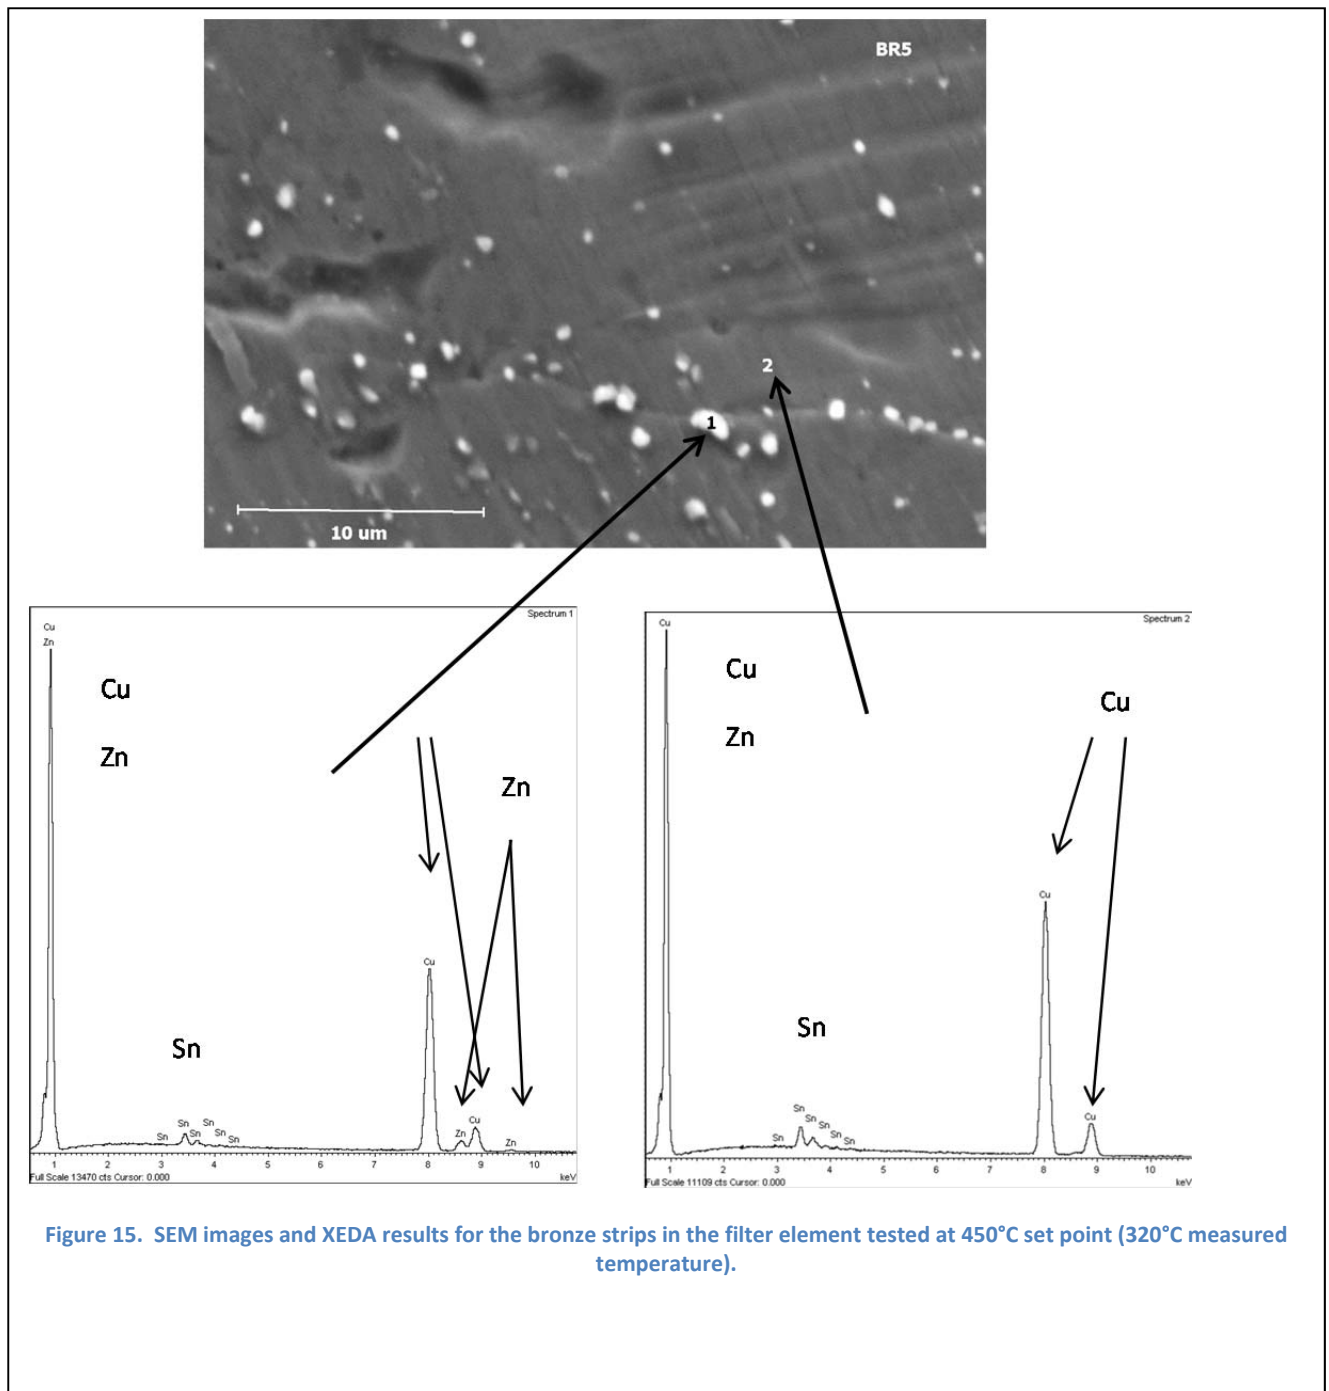 BR5
2
1
10 um
Spectrum 1
Cu
Zn
Cu
Zn
Zn
Sn
Cu
Sn
Sn
Sn
Sn
Sn
Sn
Zn
Cu
Zn
1 2 3 4 5 6 7 8 9 10
Full Scale 13470 cts Cursor: 0.000 keV
Spectrum 2
Cu
Cu
Zn
Cu
Sn
Cu
Sn
Sn
Sn
Sn
Sn
Sn
Cu
1 2 3 4 5 6 7 8 9 10
Full Scale 11109 cts Cursor: 0.000 keV
Figure 15. SEM images and XEDA results for the bronze strips in the filter element tested at 450°C set point (320°C measured
temperature).